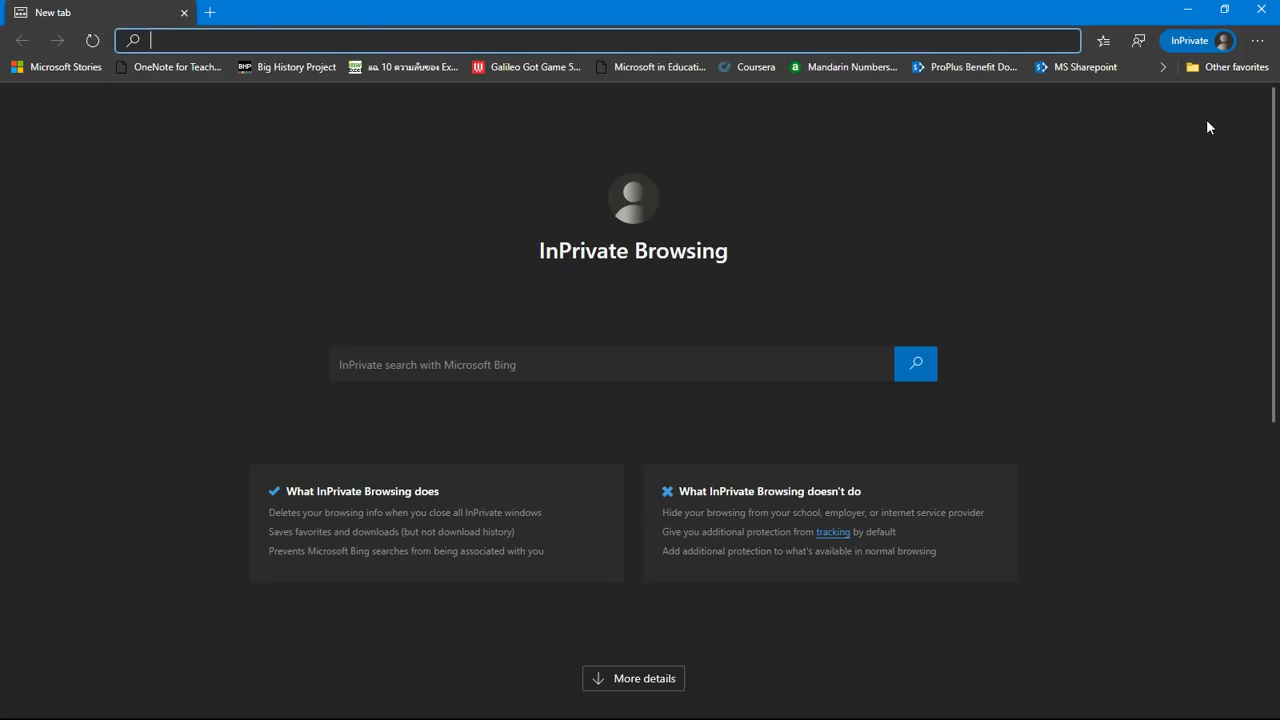 New tab
InPrivate
Microsoft Stories
OneNote for Teach...
BHP
Big History Project
แฉ 10 ความลับของ Ex...
Galileo Got Game 5...
Microsoft in Educati...
Coursera
a
Mandarin Numbers...
ProPlus Benefit Do...
MS Sharepoint
Other favorites
InPrivate Browsing
InPrivate search with Microsoft Bing
What InPrivate Browsing does
Deletes your browsing info when you close all InPrivate windows
Saves favorites and downloads (but not download history)
Prevents Microsoft Bing searches from being associated with you
What InPrivate Browsing doesn't do
Hide your browsing from your school, employer, or internet service provider
Give you additional protection from tracking by default
Add additional protection to what's available in normal browsing
More details